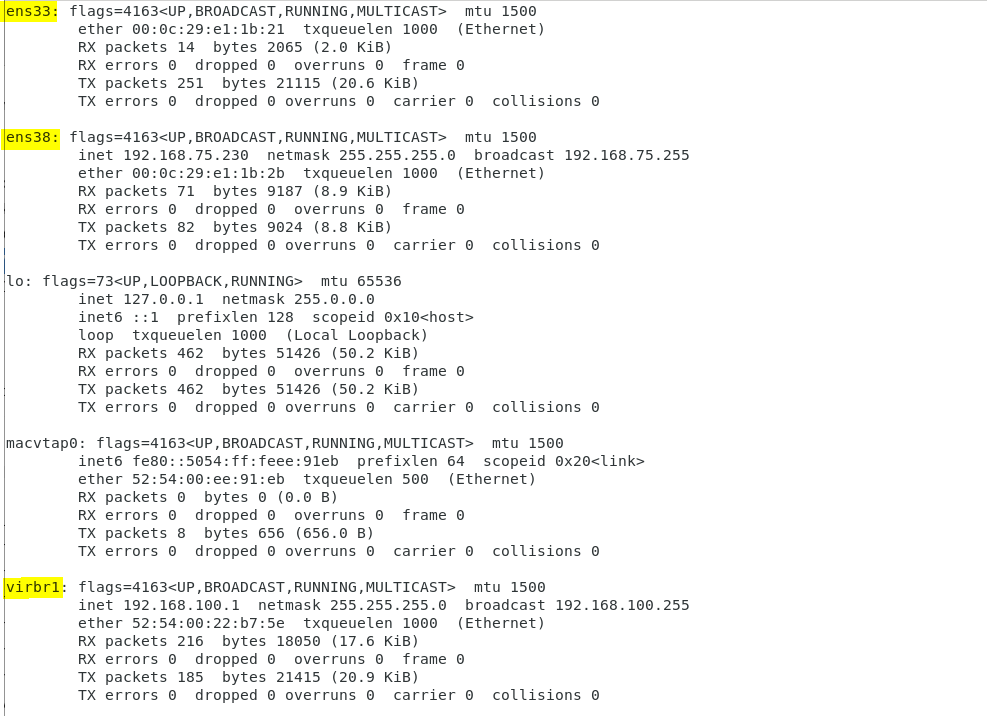 ens33: flags=4163<UP,BROADCAST,RUNNING,MULTICAST>  mtu 1500
        ether 00:0c:29:e1:1b:21  txqueuelen 1000  (Ethernet)
        RX packets 14  bytes 2065 (2.0 KiB)
        RX errors 0  dropped 0  overruns 0  frame 0
        TX packets 251  bytes 21115 (20.6 KiB)
        TX errors 0  dropped 0 overruns 0  carrier 0  collisions 0

ens38: flags=4163<UP,BROADCAST,RUNNING,MULTICAST>  mtu 1500
        inet 192.168.75.230  netmask 255.255.255.0  broadcast 192.168.75.255
        ether 00:0c:29:e1:1b:2b  txqueuelen 1000  (Ethernet)
        RX packets 71  bytes 9187 (8.9 KiB)
        RX errors 0  dropped 0  overruns 0  frame 0
        TX packets 82  bytes 9024 (8.8 KiB)
        TX errors 0  dropped 0 overruns 0  carrier 0  collisions 0

lo: flags=73<UP,LOOPBACK,RUNNING>  mtu 65536
        inet 127.0.0.1  netmask 255.0.0.0
        inet6 ::1  prefixlen 128  scopeid 0x10<host>
        loop  txqueuelen 1000  (Local Loopback)
        RX packets 462  bytes 51426 (50.2 KiB)
        RX errors 0  dropped 0  overruns 0  frame 0
        TX packets 462  bytes 51426 (50.2 KiB)
        TX errors 0  dropped 0 overruns 0  carrier 0  collisions 0

macvtap0: flags=4163<UP,BROADCAST,RUNNING,MULTICAST>  mtu 1500
        inet6 fe80::5054:ff:feee:91eb  prefixlen 64  scopeid 0x20<link>
        ether 52:54:00:ee:91:eb  txqueuelen 500  (Ethernet)
        RX packets 0  bytes 0 (0.0 B)
        RX errors 0  dropped 0  overruns 0  frame 0
        TX packets 8  bytes 656 (656.0 B)
        TX errors 0  dropped 0 overruns 0  carrier 0  collisions 0

virbr1: flags=4163<UP,BROADCAST,RUNNING,MULTICAST>  mtu 1500
        inet 192.168.100.1  netmask 255.255.255.0  broadcast 192.168.100.255
        ether 52:54:00:22:b7:5e  txqueuelen 1000  (Ethernet)
        RX packets 216  bytes 18050 (17.6 KiB)
        RX errors 0  dropped 0  overruns 0  frame 0
        TX packets 185  bytes 21415 (20.9 KiB)
        TX errors 0  dropped 0 overruns 0  carrier 0  collisions 0